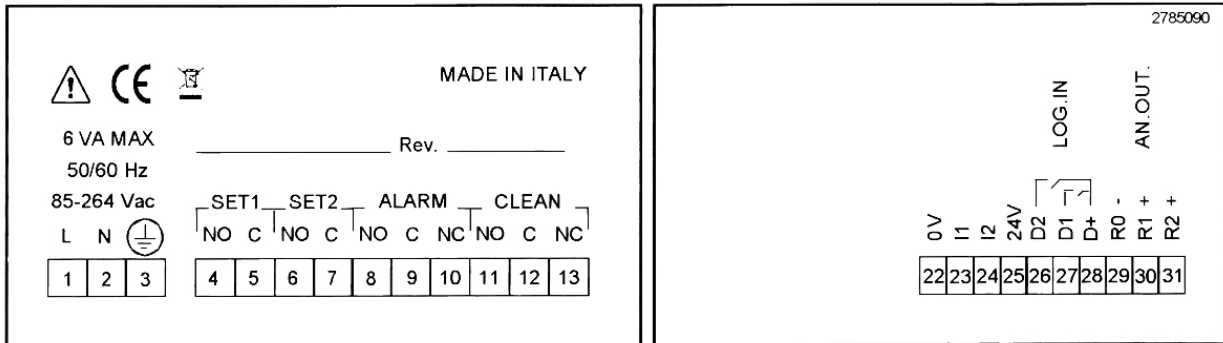 MADE IN ITALY
CE
6 VA MAX
50/60 Hz
85-264 Vac
Rev.
SET1 SET2 ALARM CLEAN
L N NO C NO C NO C NC NO C NC
1 2 3 4 5 6 7 8 9 10 11 12 13
2785090
LOG.IN AN.OUT.
0V I1 I2 24V D2 D1 D+ R0 - R1 + R2 +
22 23 24 25 26 27 28 29 30 31